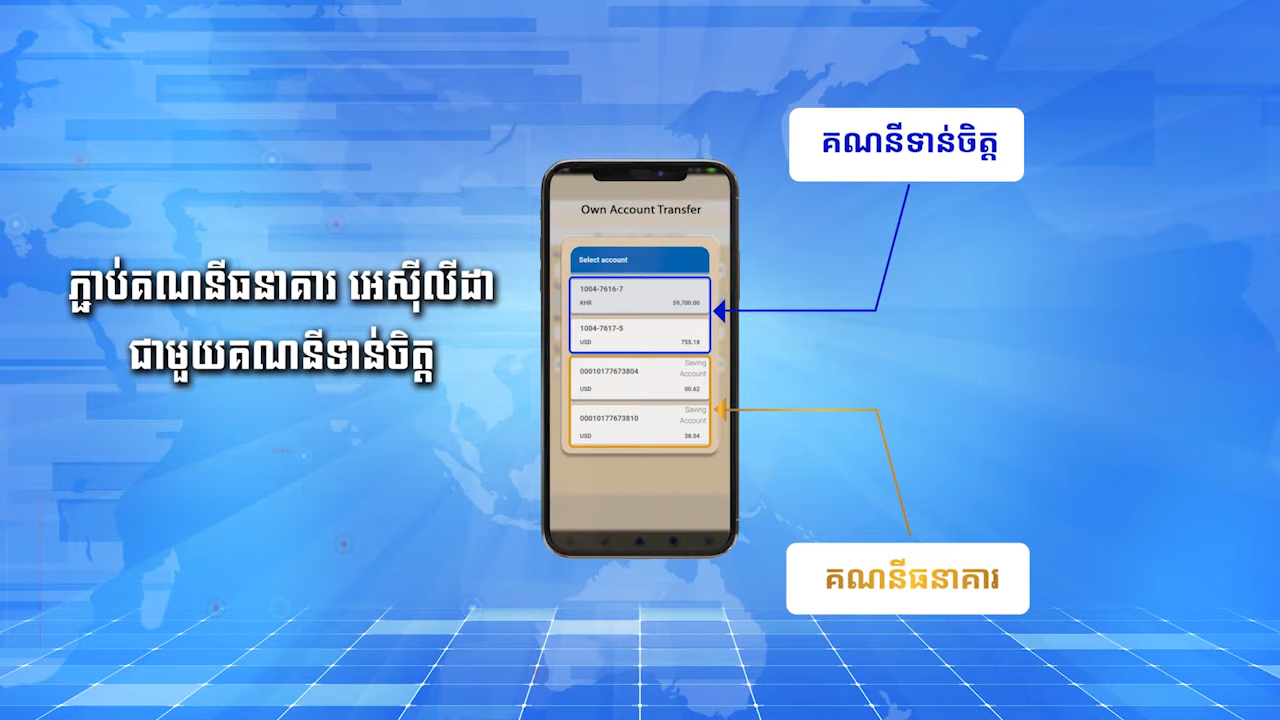 ភ្ជាប់គណនីធនាគារ អេស៊ីលីដា
ជាមួយគណនីទាន់ចិត្ត
Own Account Transfer
Select account
1004-7616-7
KHR 59,700.00
1004-7617-5
USD 755.18
Saving
00010177673804 Account
USD 00.62
Saving
00010177673810 Account
USD 38.04
គណនីទាន់ចិត្ត
គណនីធនាគារ